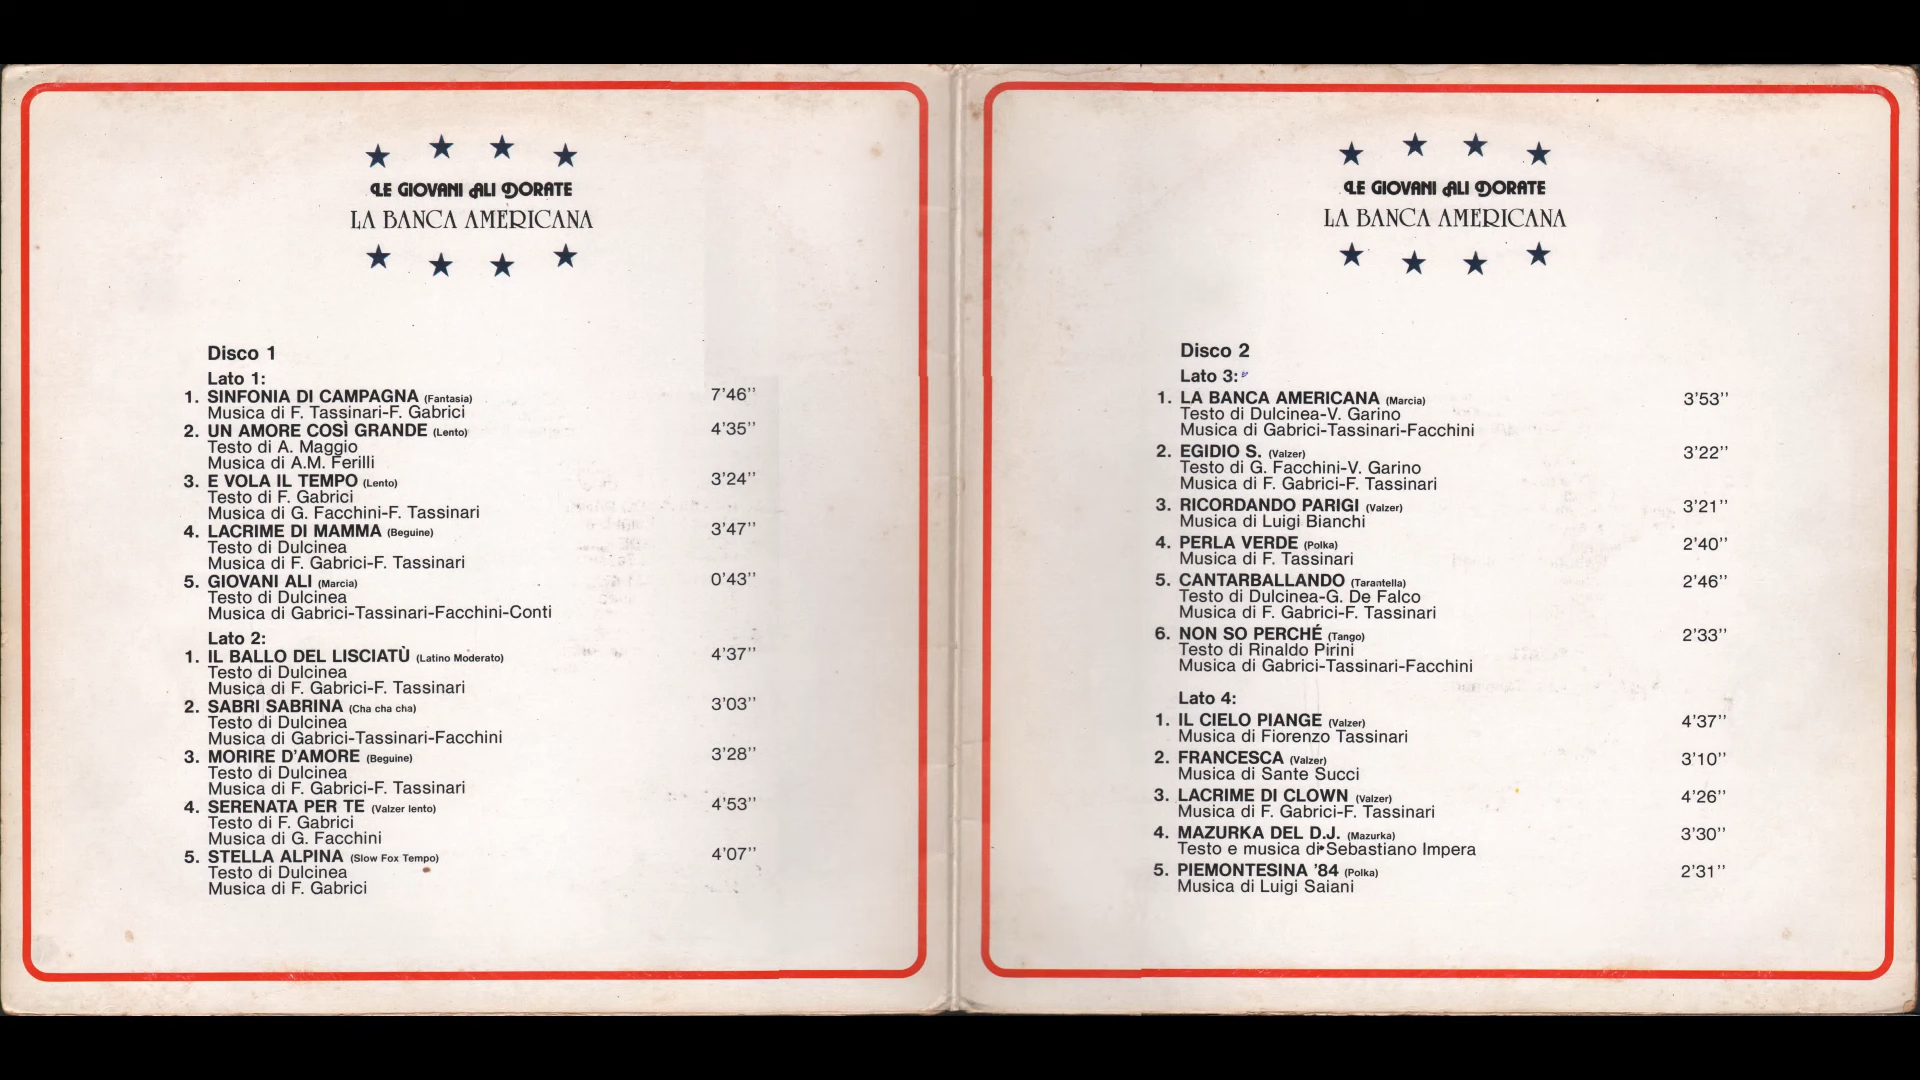 LE GIOVANI ALI DORATE
LA BANCA AMERICANA
Disco 1
Lato 1:
1. SINFONIA DI CAMPAGNA (Fantasia) 7'46''
Musica di F. Tassinari-F. Gabrici
2. UN AMORE COSÌ GRANDE (Lento) 4'35''
Testo di A. Maggio
Musica di A.M. Ferilli
3. E VOLA IL TEMPO (Lento) 3'24''
Testo di F. Gabrici
Musica di G. Facchini-F. Tassinari
4. LACRIME DI MAMMA (Beguine) 3'47''
Testo di Dulcinea
Musica di F. Gabrici-F. Tassinari
5. GIOVANI ALI (Marcia) 0'43''
Testo di Dulcinea
Musica di Gabrici-Tassinari-Facchini-Conti
Lato 2:
1. IL BALLO DEL LISCIATÙ (Latino Moderato) 4'37''
Testo di Dulcinea
Musica di F. Gabrici-F. Tassinari
2. SABRI SABRINA (Cha cha cha) 3'03''
Testo di Dulcinea
Musica di Gabrici-Tassinari-Facchini
3. MORIRE D'AMORE (Beguine) 3'28''
Testo di Dulcinea
Musica di F. Gabrici-F. Tassinari
4. SERENATA PER TE (Valzer lento) 4'53''
Testo di F. Gabrici
Musica di G. Facchini
5. STELLA ALPINA (Slow Fox Tempo) 4'07''
Testo di Dulcinea
Musica di F. Gabrici
LE GIOVANI ALI DORATE
LA BANCA AMERICANA
Disco 2
Lato 3:
1. LA BANCA AMERICANA (Marcia) 3'53''
Testo di Dulcinea-V. Garino
Musica di Gabrici-Tassinari-Facchini
2. EGIDIO S. (Valzer) 3'22''
Testo di G. Facchini-V. Garino
Musica di F. Gabrici-F. Tassinari
3. RICORDANDO PARIGI (Valzer) 3'21''
Musica di Luigi Bianchi
4. PERLA VERDE (Polka) 2'40''
Musica di F. Tassinari
5. CANTARBALLANDO (Tarantella) 2'46''
Testo di Dulcinea-G. De Falco
Musica di F. Gabrici-F. Tassinari
6. NON SO PERCHÉ (Tango) 2'33''
Testo di Rinaldo Pirini
Musica di Gabrici-Tassinari-Facchini
Lato 4:
1. IL CIELO PIANGE (Valzer) 4'37''
Musica di Fiorenzo Tassinari
2. FRANCESCA (Valzer) 3'10''
Musica di Sante Succi
3. LACRIME DI CLOWN (Valzer) 4'26''
Musica di F. Gabrici-F. Tassinari
4. MAZURKA DEL D.J. (Mazurka) 3'30''
Testo e musica di Sebastiano Impera
5. PIEMONTESINA '84 (Polka) 2'31''
Musica di Luigi Saiani